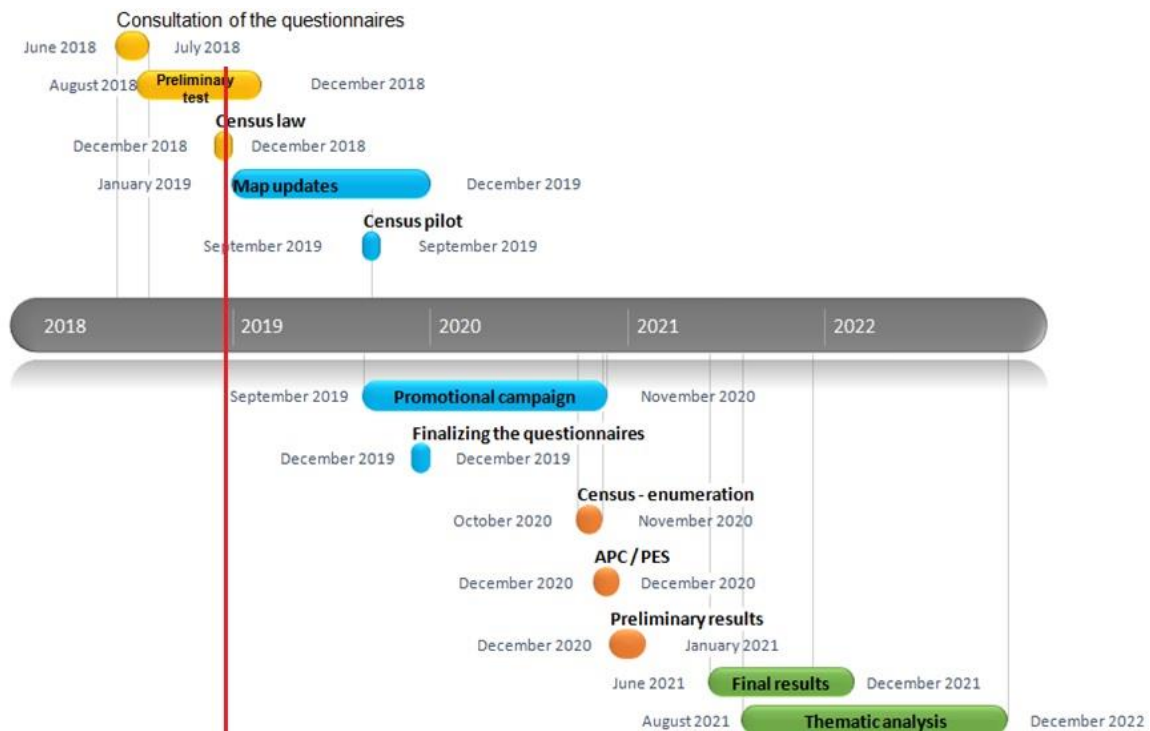 Consultation of the questionnaires
June 2018 July 2018
August 2018 Preliminary test December 2018
Census law
December 2018 December 2018
January 2019 Map updates December 2019
Census pilot
September 2019 September 2019
2018 2019 2020 2021 2022
September 2019 Promotional campaign November 2020
Finalizing the questionnaires
December 2019 December 2019
Census - enumeration
October 2020 November 2020
APC / PES
December 2020 December 2020
Preliminary results
December 2020 January 2021
June 2021 Final results December 2021
August 2021 Thematic analysis December 2022